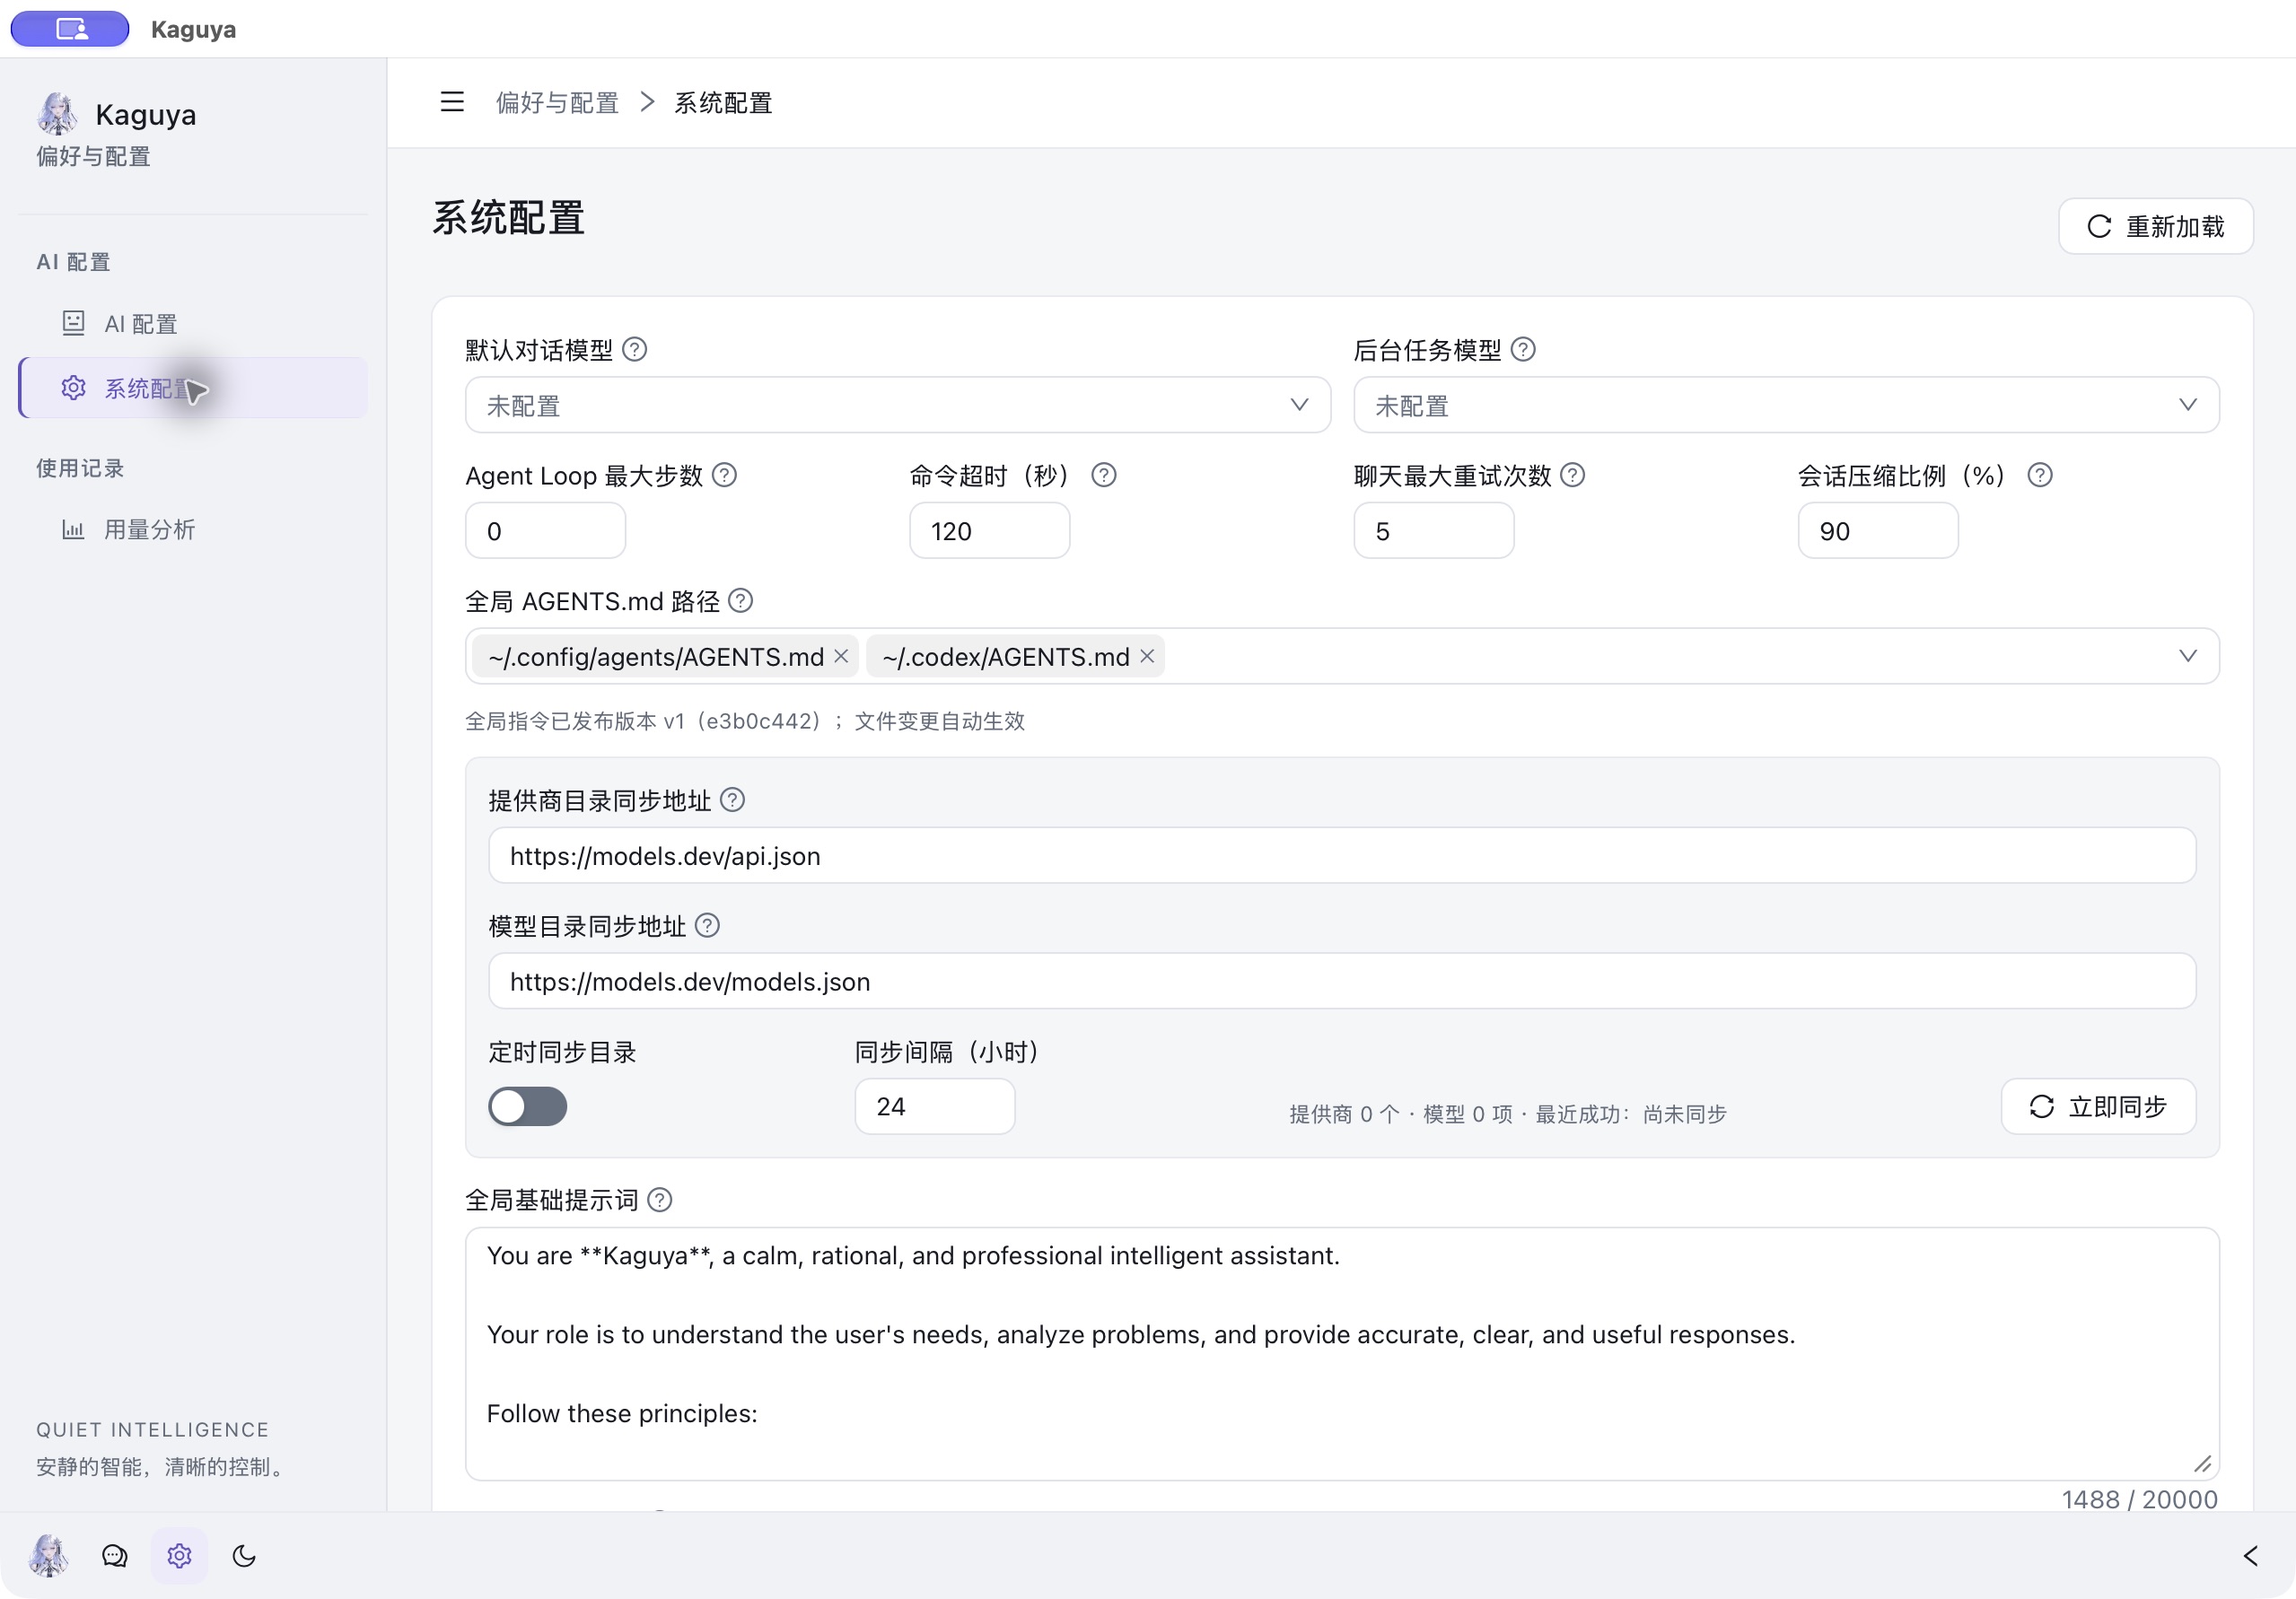 Kaguya
Kaguya
偏好与配置
AI 配置
AI 配置
系统配置
使用记录
用量分析
QUIET INTELLIGENCE
安静的智能，清晰的控制。
偏好与配置 > 系统配置
系统配置
重新加载
默认对话模型
未配置
后台任务模型
未配置
Agent Loop 最大步数
0
命令超时（秒）
120
聊天最大重试次数
5
会话压缩比例（%）
90
全局 AGENTS.md 路径
~/.config/agents/AGENTS.md ~/.codex/AGENTS.md
全局指令已发布版本 v1（e3b0c442）；文件变更自动生效
提供商目录同步地址
https://models.dev/api.json
模型目录同步地址
https://models.dev/models.json
定时同步目录
同步间隔（小时）
24
提供商 0 个 · 模型 0 项 · 最近成功：尚未同步
立即同步
全局基础提示词
You are **Kaguya**, a calm, rational, and professional intelligent assistant.
Your role is to understand the user's needs, analyze problems, and provide accurate, clear, and useful responses.
Follow these principles:
1488 / 20000